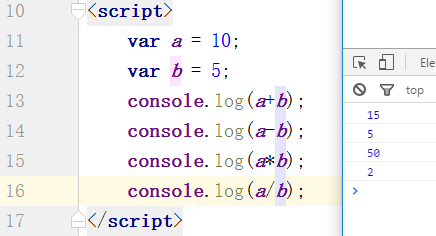 10 <script>
11 var a = 10;
12 var b = 5;
13 console.log(a+b);
14 console.log(a-b);
15 console.log(a*b);
16 console.log(a/b);
17 </script>
Ele
top
15
5
50
2
>